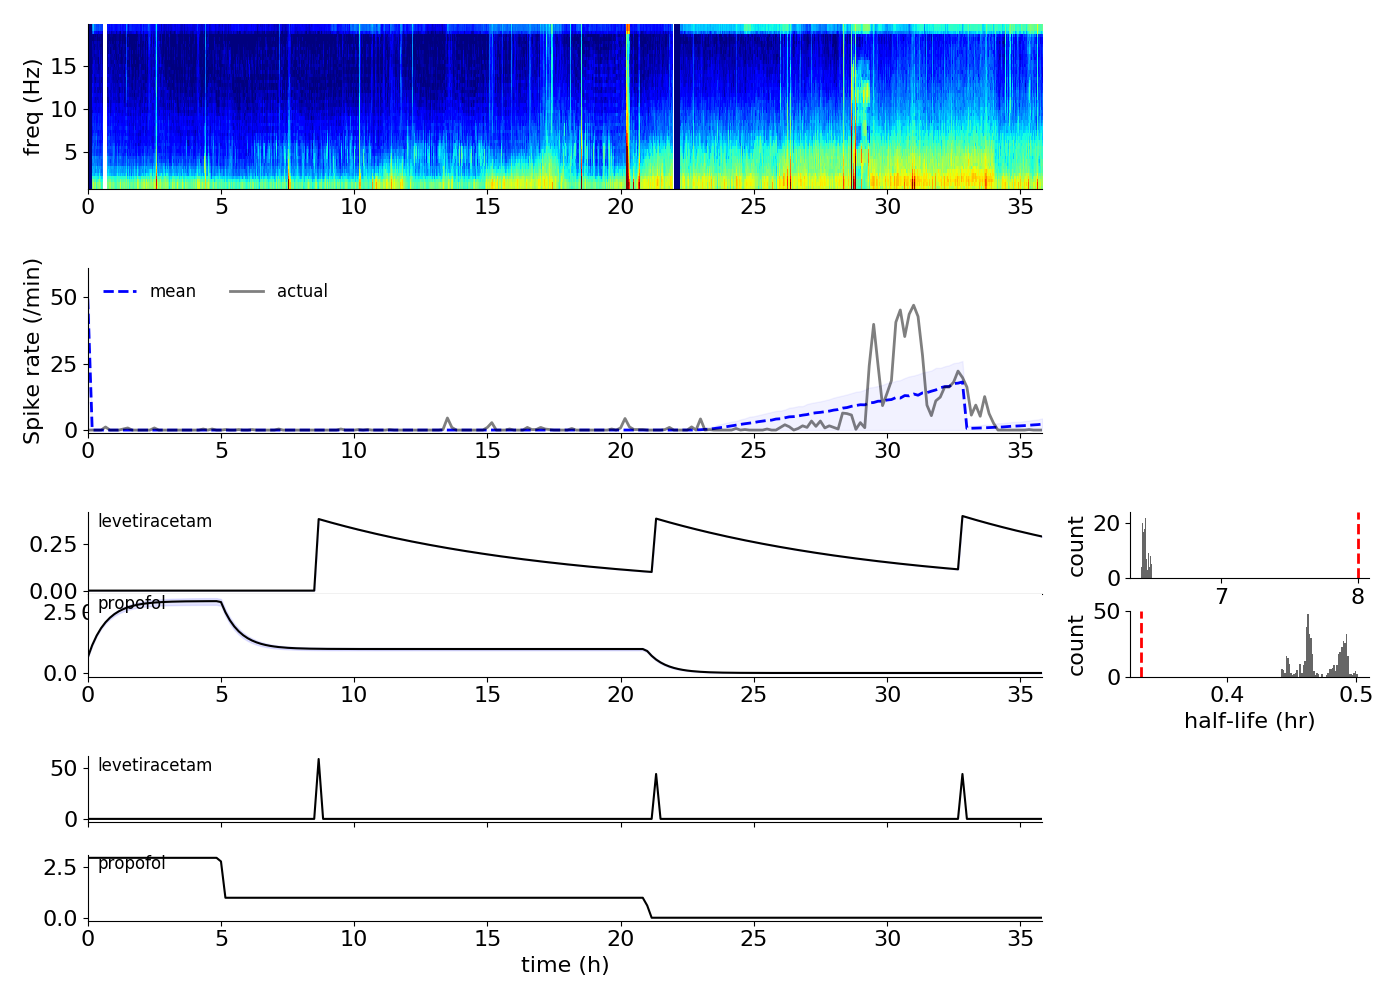 freq (Hz)
15
10
5
0 5 10 15 20 25 30 35
Spike rate (/min)
50
25
0
mean actual
0 5 10 15 20 25 30 35
levetiracetam
0.25
0.00
count
20
0
7 8
propofol
2.5
0.0
0 5 10 15 20 25 30 35
count
50
0
0.4 0.5
half-life (hr)
levetiracetam
50
0
propofol
2.5
0.0
0 5 10 15 20 25 30 35
time (h)